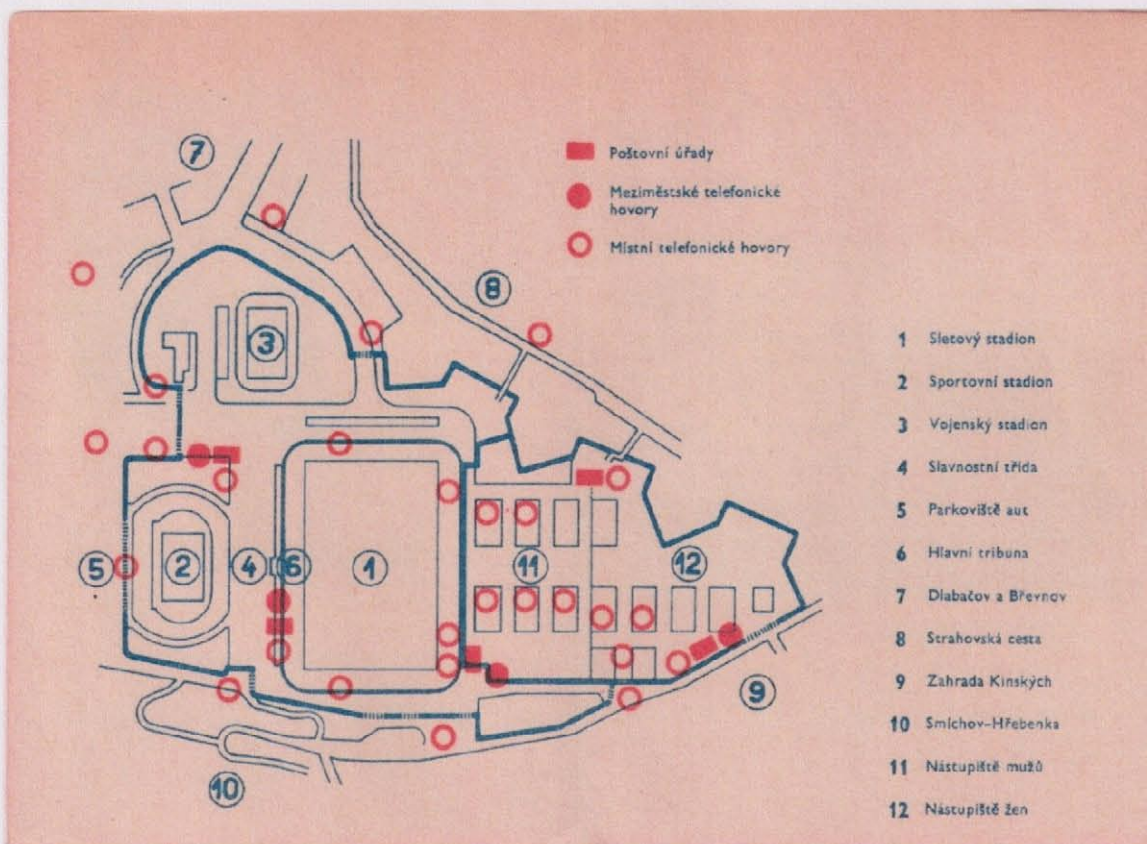 7
8
3
5
2
4
6
1
11
12
9
10
Poštovní úřady
Meziměstské telefonické
hovory
Místní telefonické hovory
1 Sletový stadion
2 Sportovní stadion
3 Vojenský stadion
4 Slavnostní třída
5 Parkoviště aut
6 Hlavní tribuna
7 Dlabačov a Břevnov
8 Strahovská cesta
9 Zahrada Kinských
10 Smíchov–Hřebenka
11 Nástupiště mužů
12 Nástupiště žen